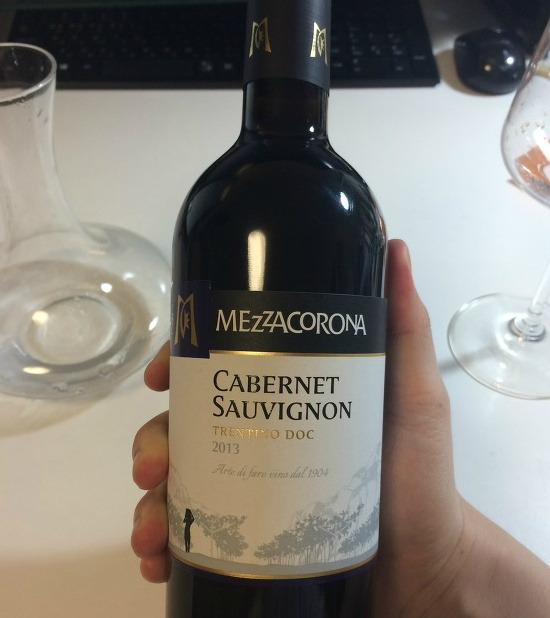 MEZZACORONA
CABERNET
SAUVIGNON
TRENTINO DOC
2013
Arte di fare vino dal 1904